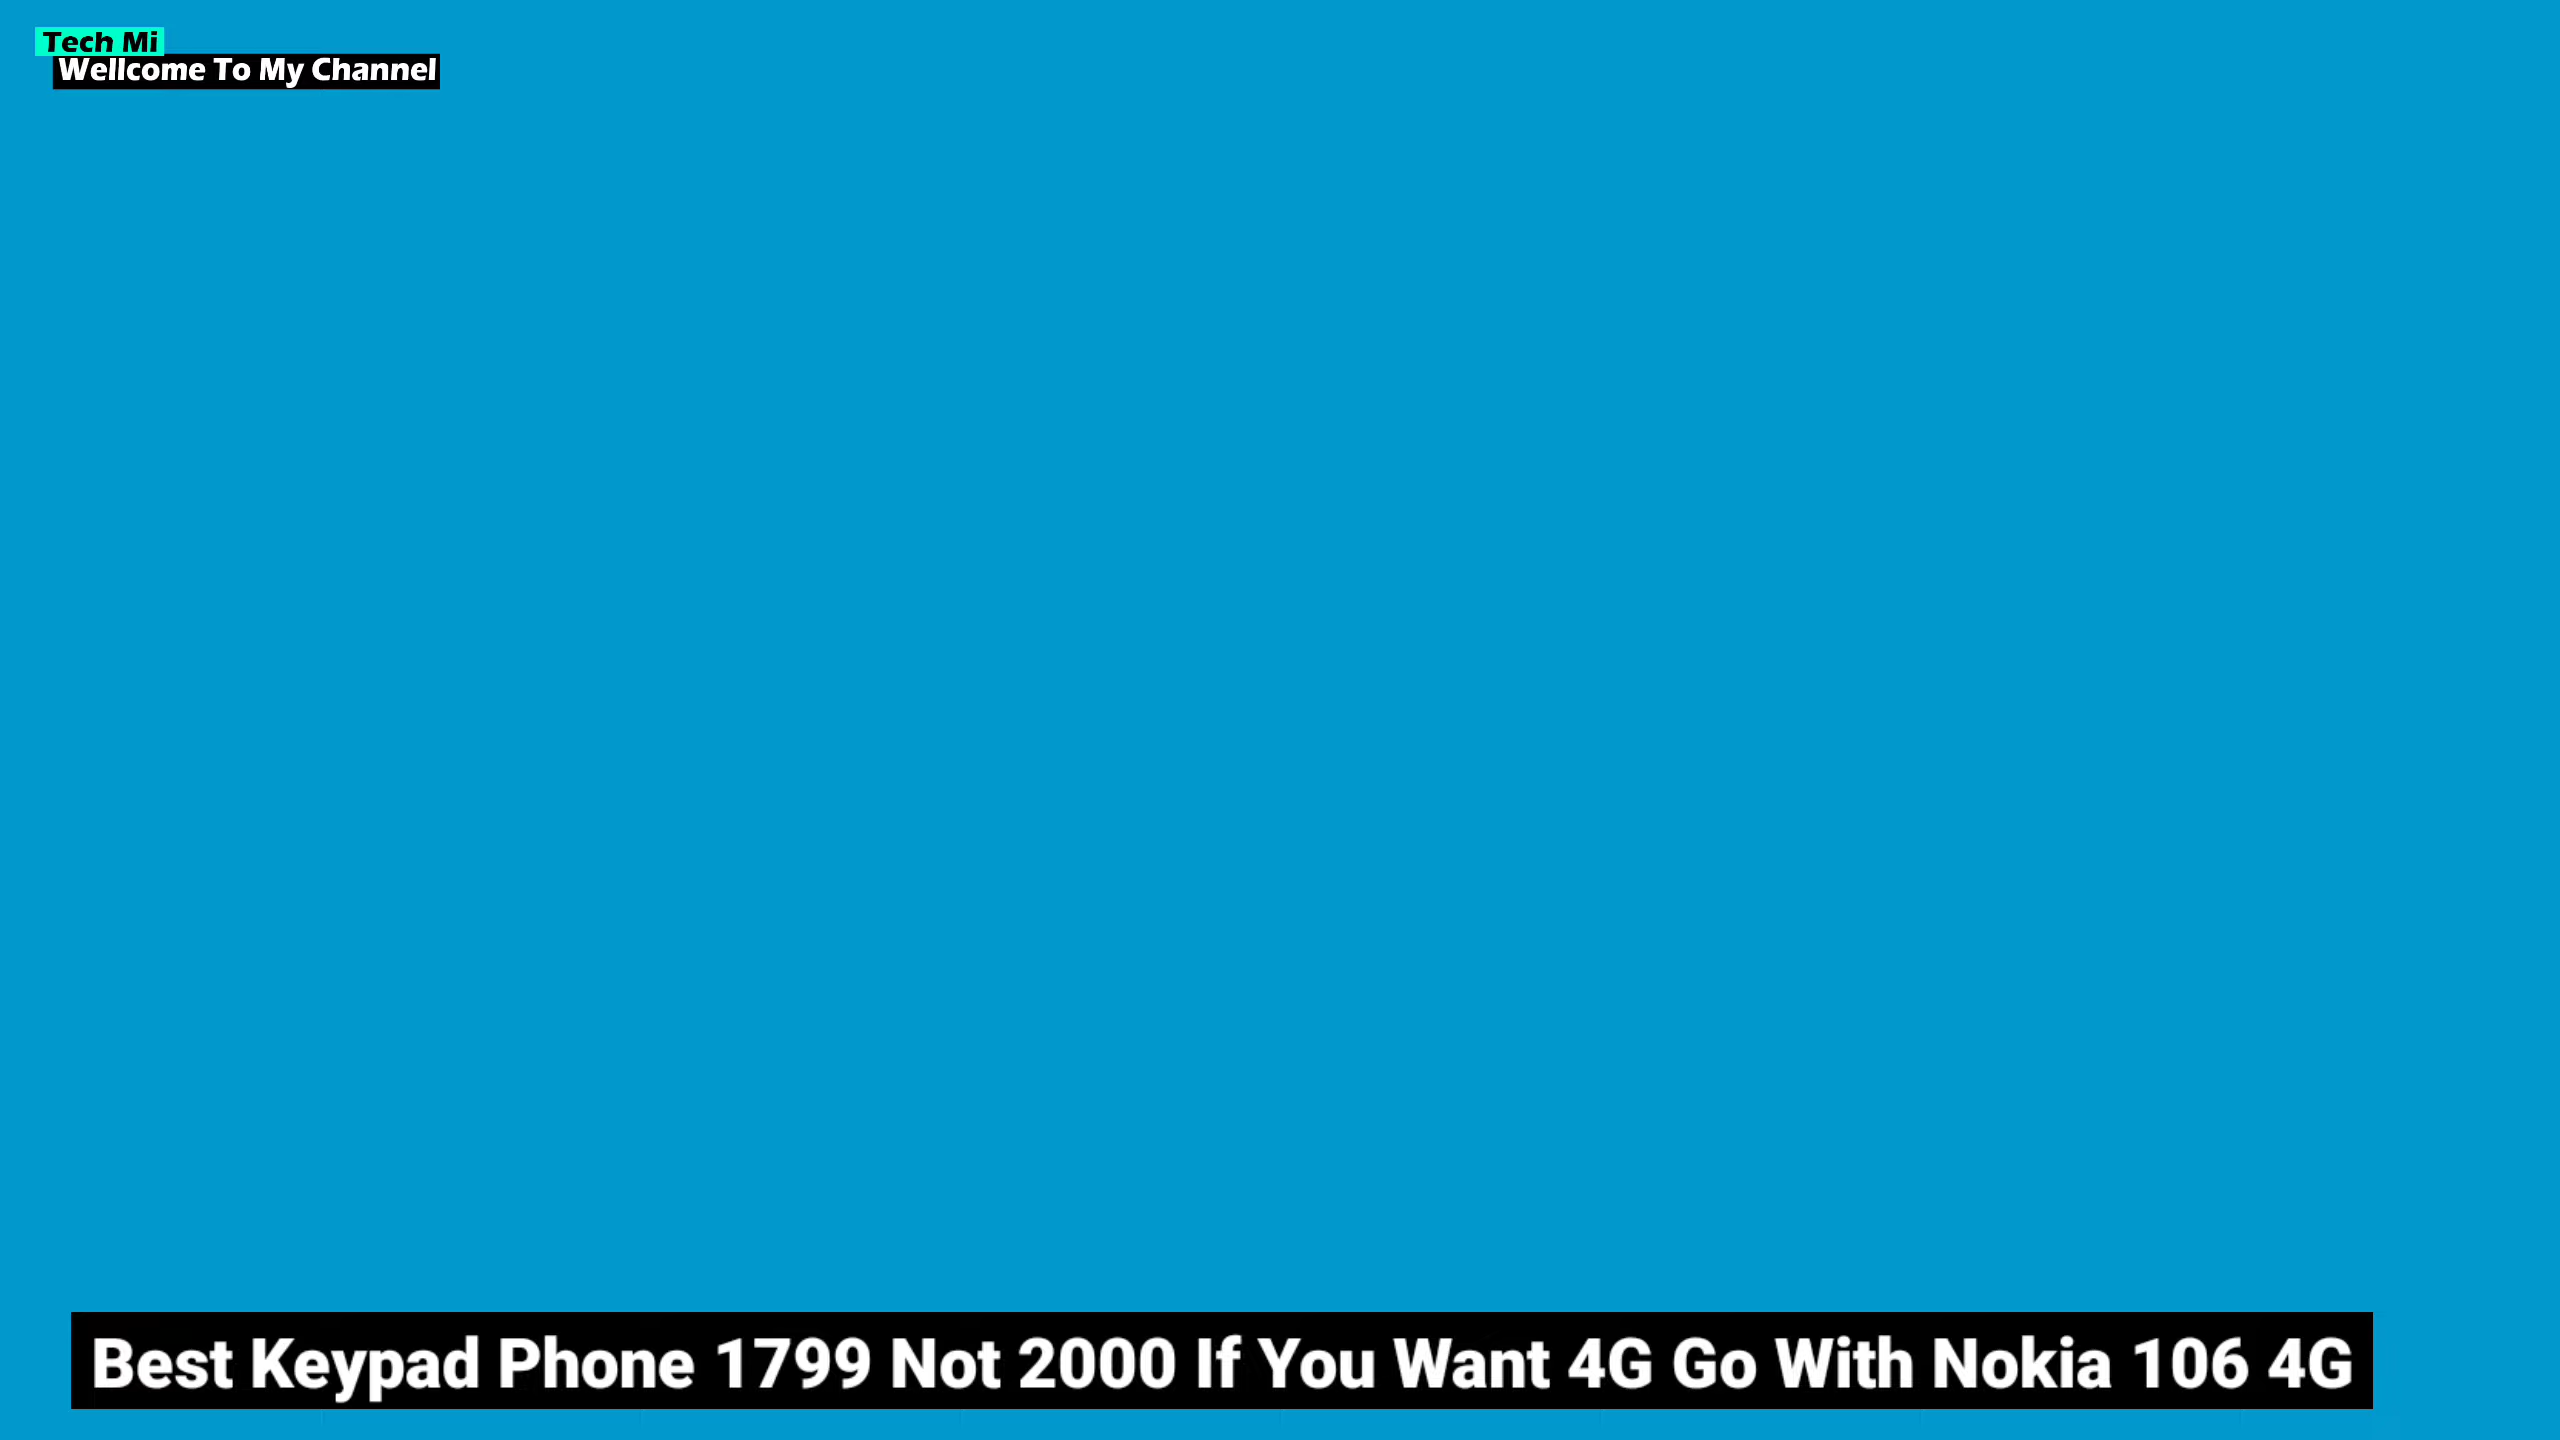 Tech Mi
Wellcome To My Channel
Best Keypad Phone 1799 Not 2000 If You Want 4G Go With Nokia 106 4G